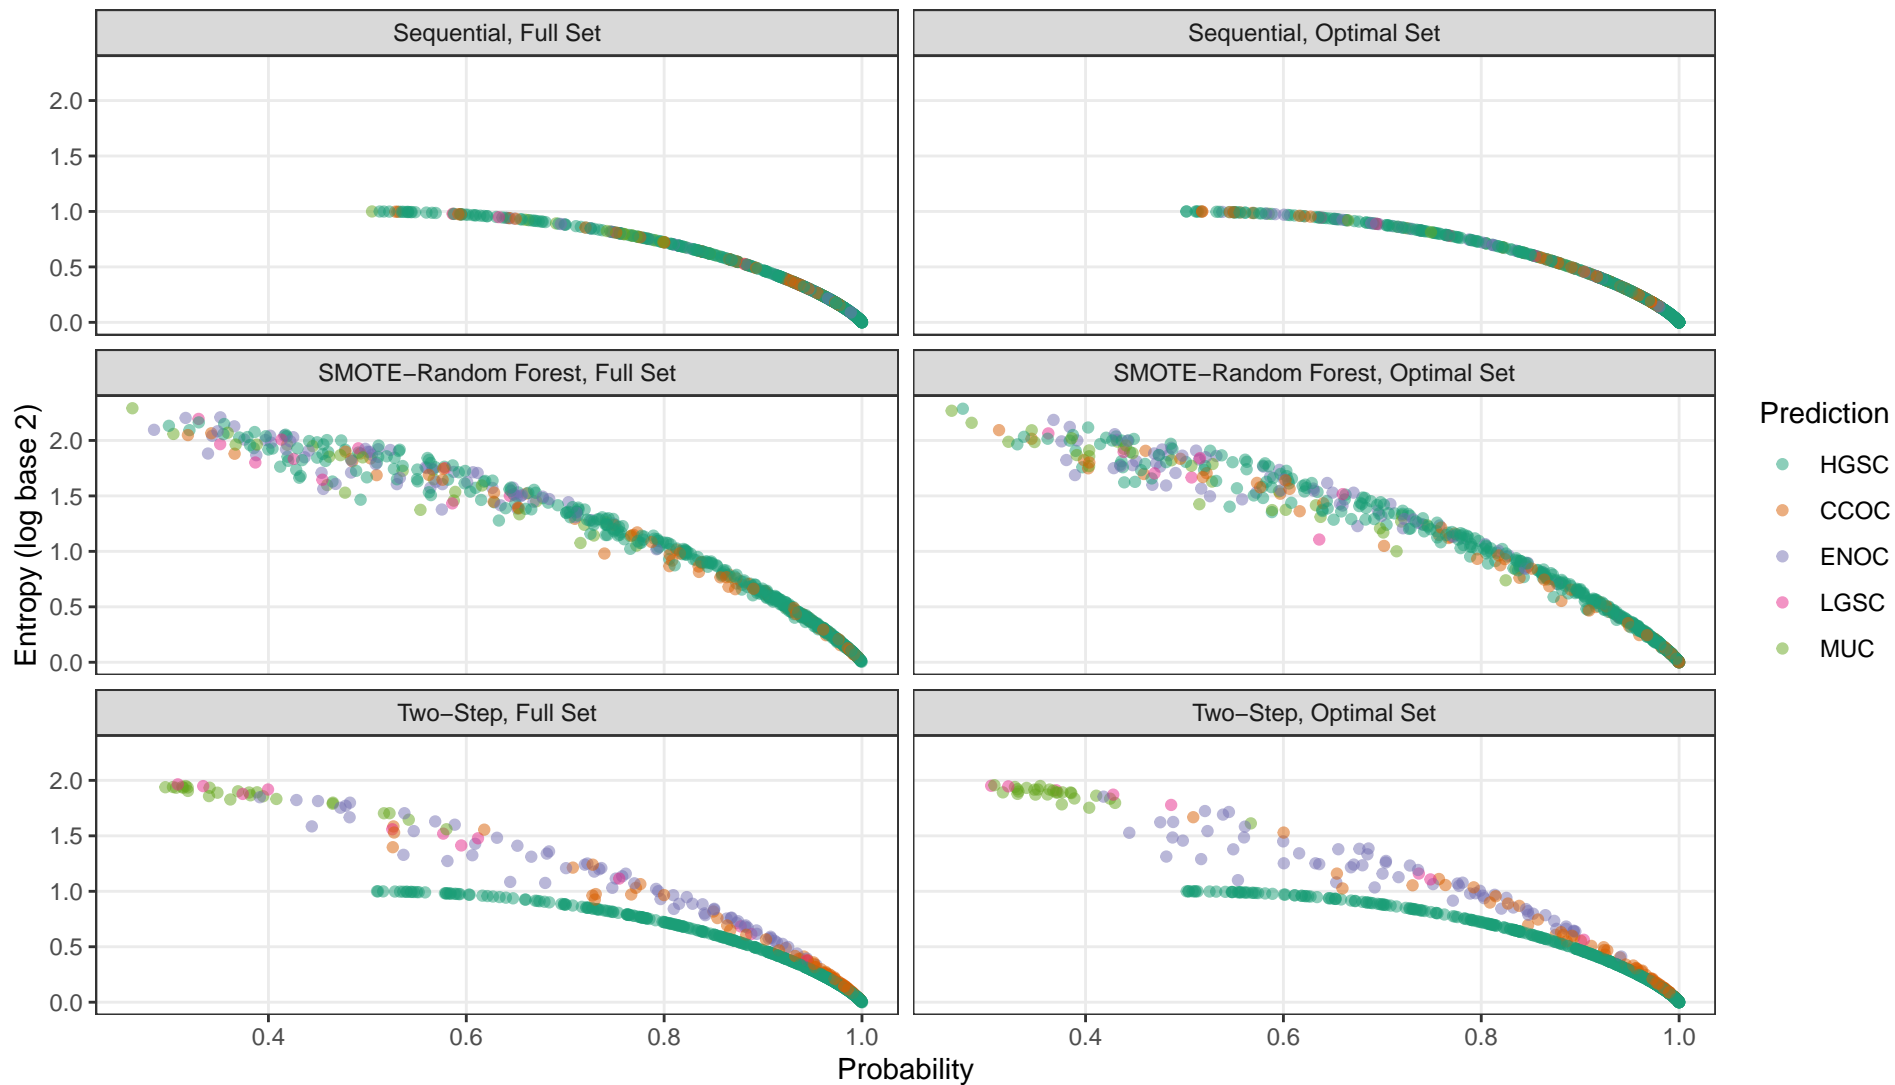 Sequential, Full Set
Sequential, Optimal Set
2.0
1.5
1.0
0.5
0.0
SMOTE−Random Forest, Full Set
SMOTE−Random Forest, Optimal Set
2.0
1.5
1.0
0.5
0.0
Two−Step, Full Set
Two−Step, Optimal Set
2.0
1.5
1.0
0.5
0.0
0.4
0.6
0.8
1.0
0.4
0.6
0.8
1.0
Probability
Entropy (log base 2)
Prediction
HGSC
CCOC
ENOC
LGSC
MUC